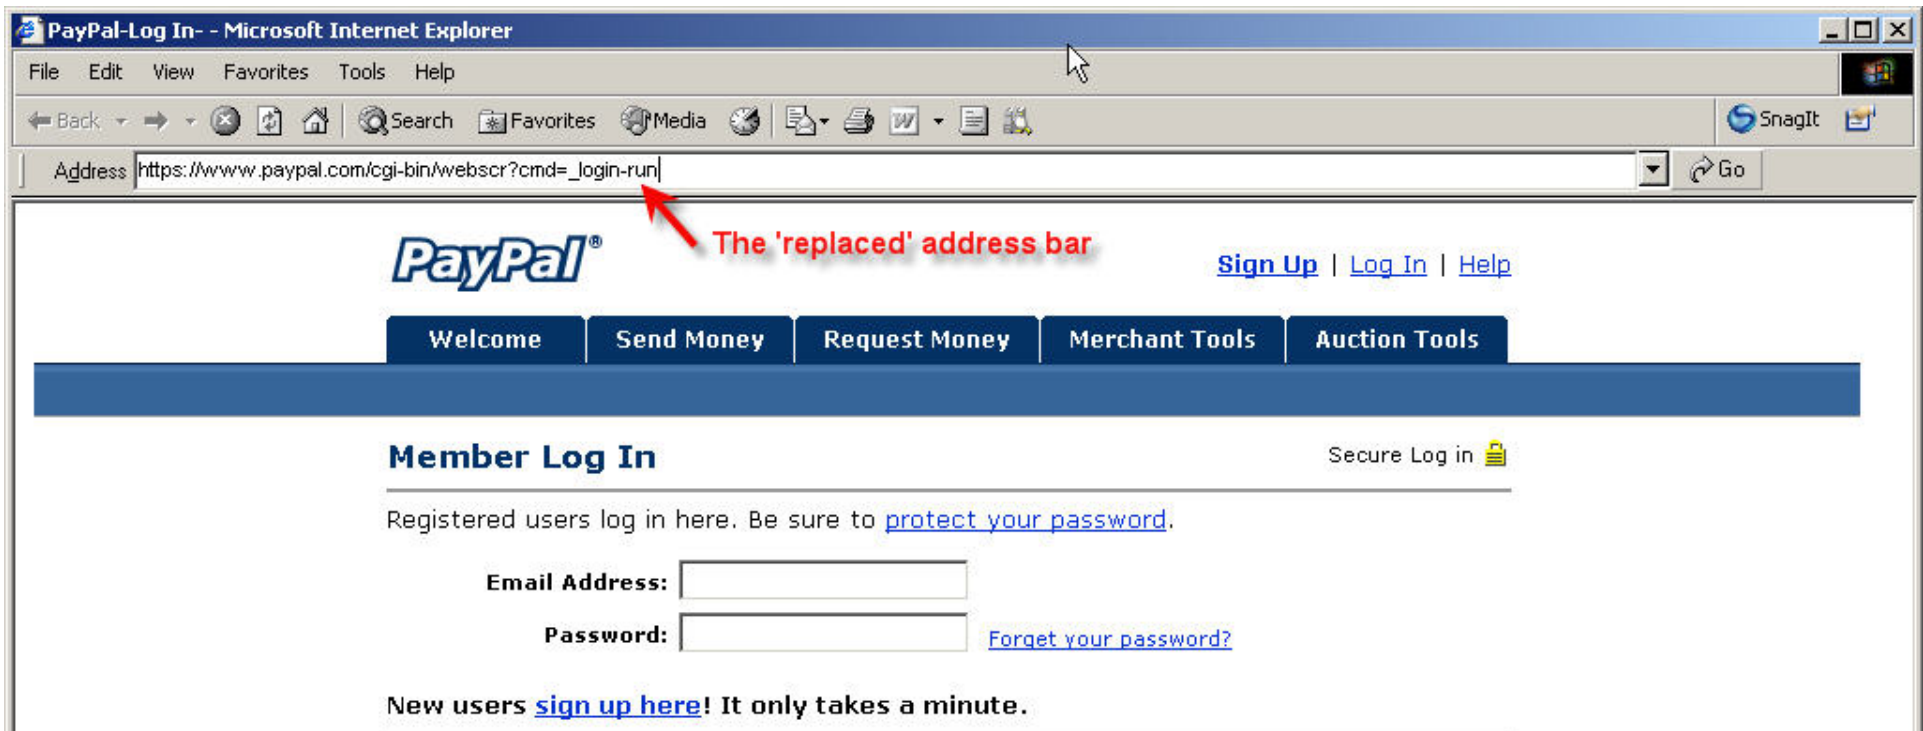 PayPal-Log In- - Microsoft Internet Explorer
File Edit View Favorites Tools Help
Back Search Favorites Media W SnagIt
Address https://www.paypal.com/cgi-bin/webscr?cmd=_login-run Go
The 'replaced' address bar
PayPal®
Sign Up | Log In | Help
Welcome Send Money Request Money Merchant Tools Auction Tools
Member Log In Secure Log in
Registered users log in here. Be sure to protect your password.
Email Address:
Password: Forget your password?
New users sign up here! It only takes a minute.